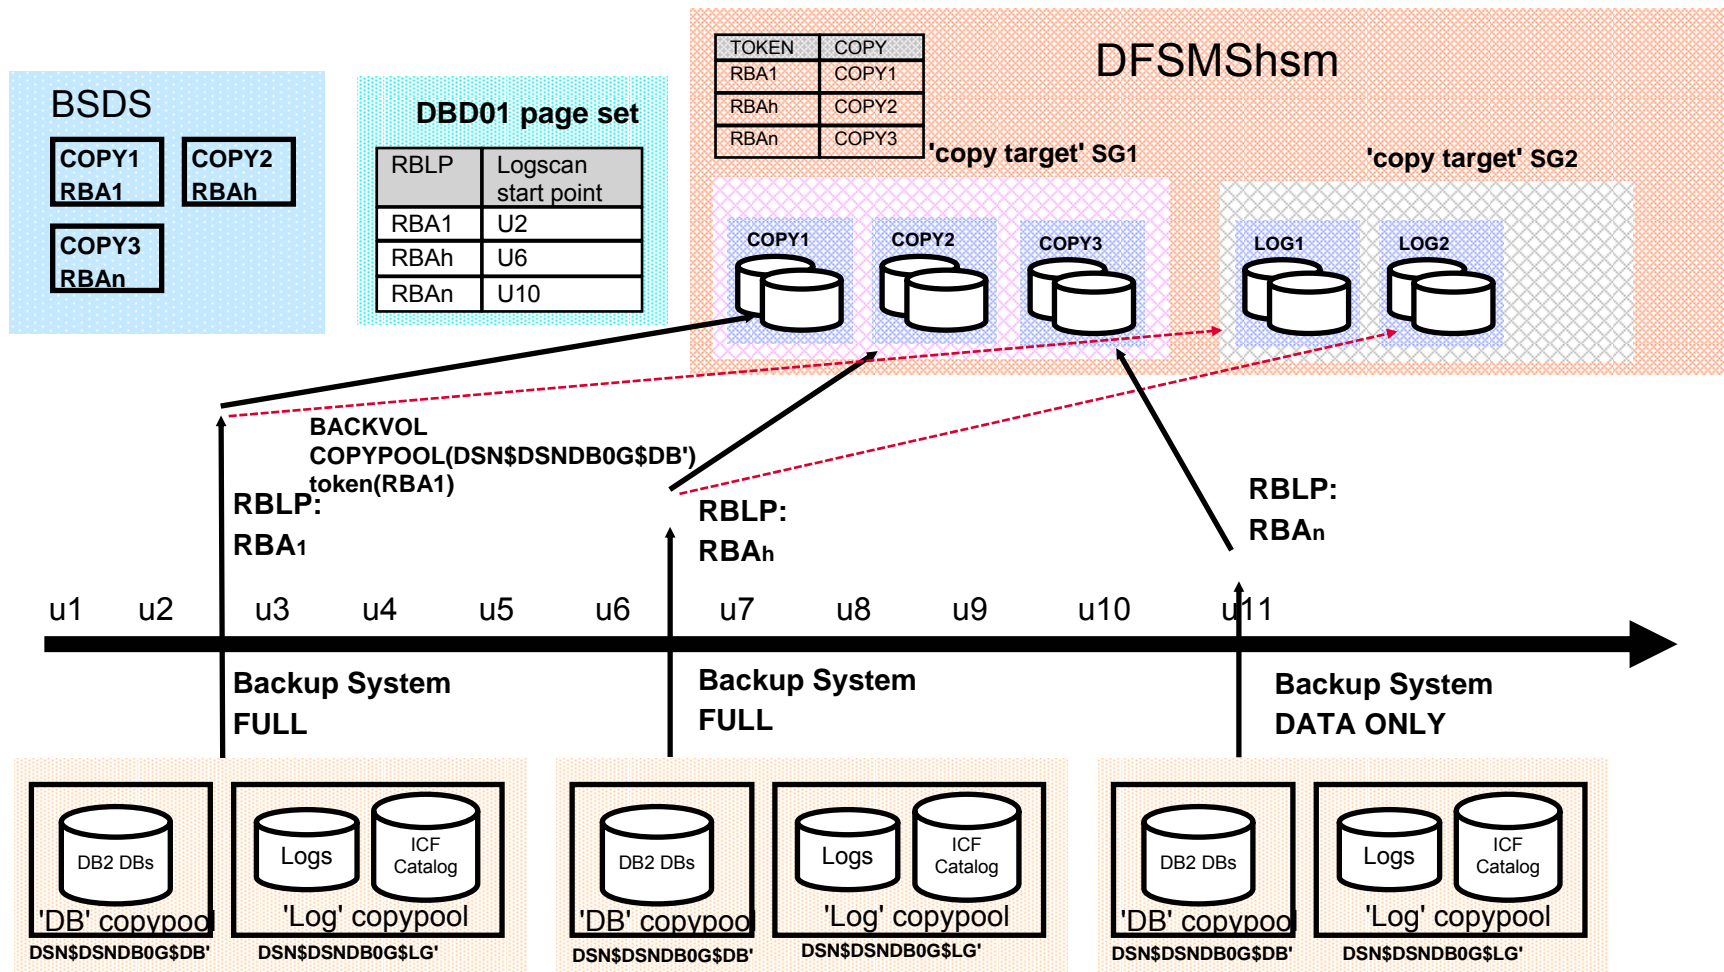 BSDS
COPY1
RBA1
COPY2
RBAh
COPY3
RBAn
DBD01 page set
RBLP Logscan start point
RBA1 U2
RBAh U6
RBAn U10
DFSMShsm
TOKEN COPY
RBA1 COPY1
RBAh COPY2
RBAn COPY3
'copy target' SG1
'copy target' SG2
COPY1
COPY2
COPY3
LOG1
LOG2
BACKVOL
COPYPOOL(DSN$DSNDB0G$DB')
token(RBA1)
RBLP:
RBA1
RBLP:
RBAh
RBLP:
RBAn
u1 u2 u3 u4 u5 u6 u7 u8 u9 u10 u11
Backup System
FULL
Backup System
FULL
Backup System
DATA ONLY
DB2 DBs
'DB' copypool
DSN$DSNDB0G$DB'
Logs
ICF
Catalog
'Log' copypool
DSN$DSNDB0G$LG'
DB2 DBs
'DB' copypool
DSN$DSNDB0G$DB'
Logs
ICF
Catalog
'Log' copypool
DSN$DSNDB0G$LG'
DB2 DBs
'DB' copypool
DSN$DSNDB0G$DB'
Logs
ICF
Catalog
'Log' copypool
DSN$DSNDB0G$LG'